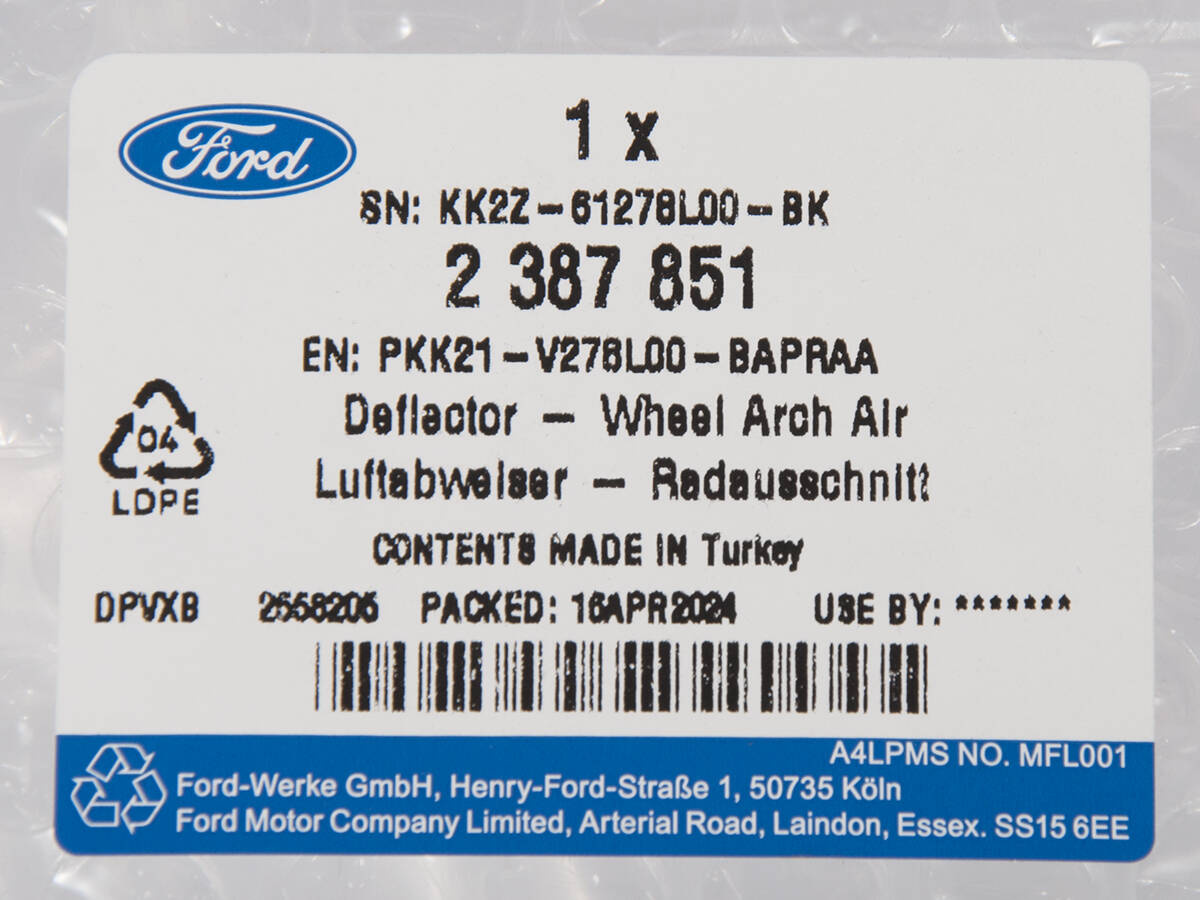 Ford
1 x
SN: KK2Z-61278L00-BK
2 387 851
EN: PKK21-V278L00-BAPRAA
Deflector - Wheel Arch Air
Luftabweiser - Radausschnitt
04
LDPE
CONTENTS MADE IN Turkey
DPVXB 2558205 PACKED: 16APR2024 USE BY: *******
A4LPMS NO. MFL001
Ford-Werke GmbH, Henry-Ford-Straße 1, 50735 Köln
Ford Motor Company Limited, Arterial Road, Laindon, Essex. SS15 6EE